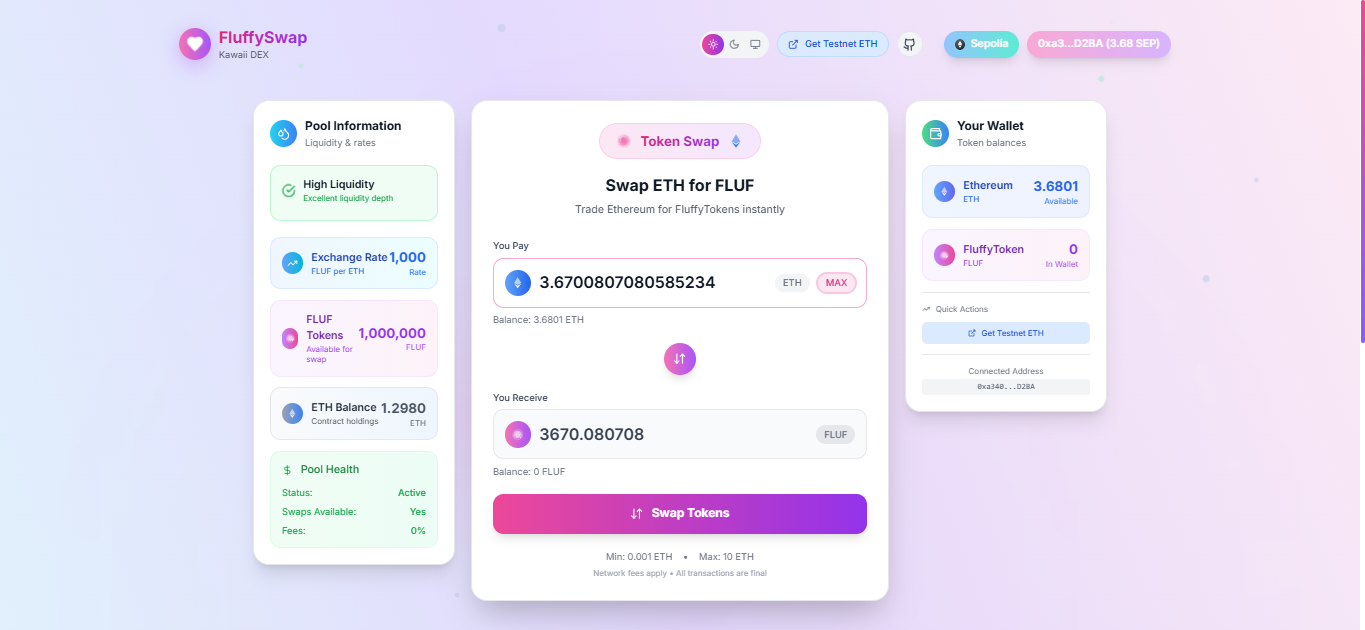 FluffySwap
Kawaii DEX
Get Testnet ETH
Sepolia
0xa3...D2BA (3.68 SEP)
Pool Information
Liquidity & rates
High Liquidity
Excellent liquidity depth
Exchange Rate 1,000
FLUF per ETH Rate
FLUF
Tokens 1,000,000
Available for FLUF
swap
ETH Balance 1.2980
Contract holdings ETH
Pool Health
Status: Active
Swaps Available: Yes
Fees: 0%
Token Swap
Swap ETH for FLUF
Trade Ethereum for FluffyTokens instantly
You Pay
3.6700807080585234 ETH MAX
Balance: 3.6801 ETH
You Receive
3670.080708 FLUF
Balance: 0 FLUF
Swap Tokens
Min: 0.001 ETH • Max: 10 ETH
Network fees apply • All transactions are final
Your Wallet
Token balances
Ethereum 3.6801
ETH Available
FluffyToken 0
FLUF In Wallet
Quick Actions
Get Testnet ETH
Connected Address
0xa340...D2BA